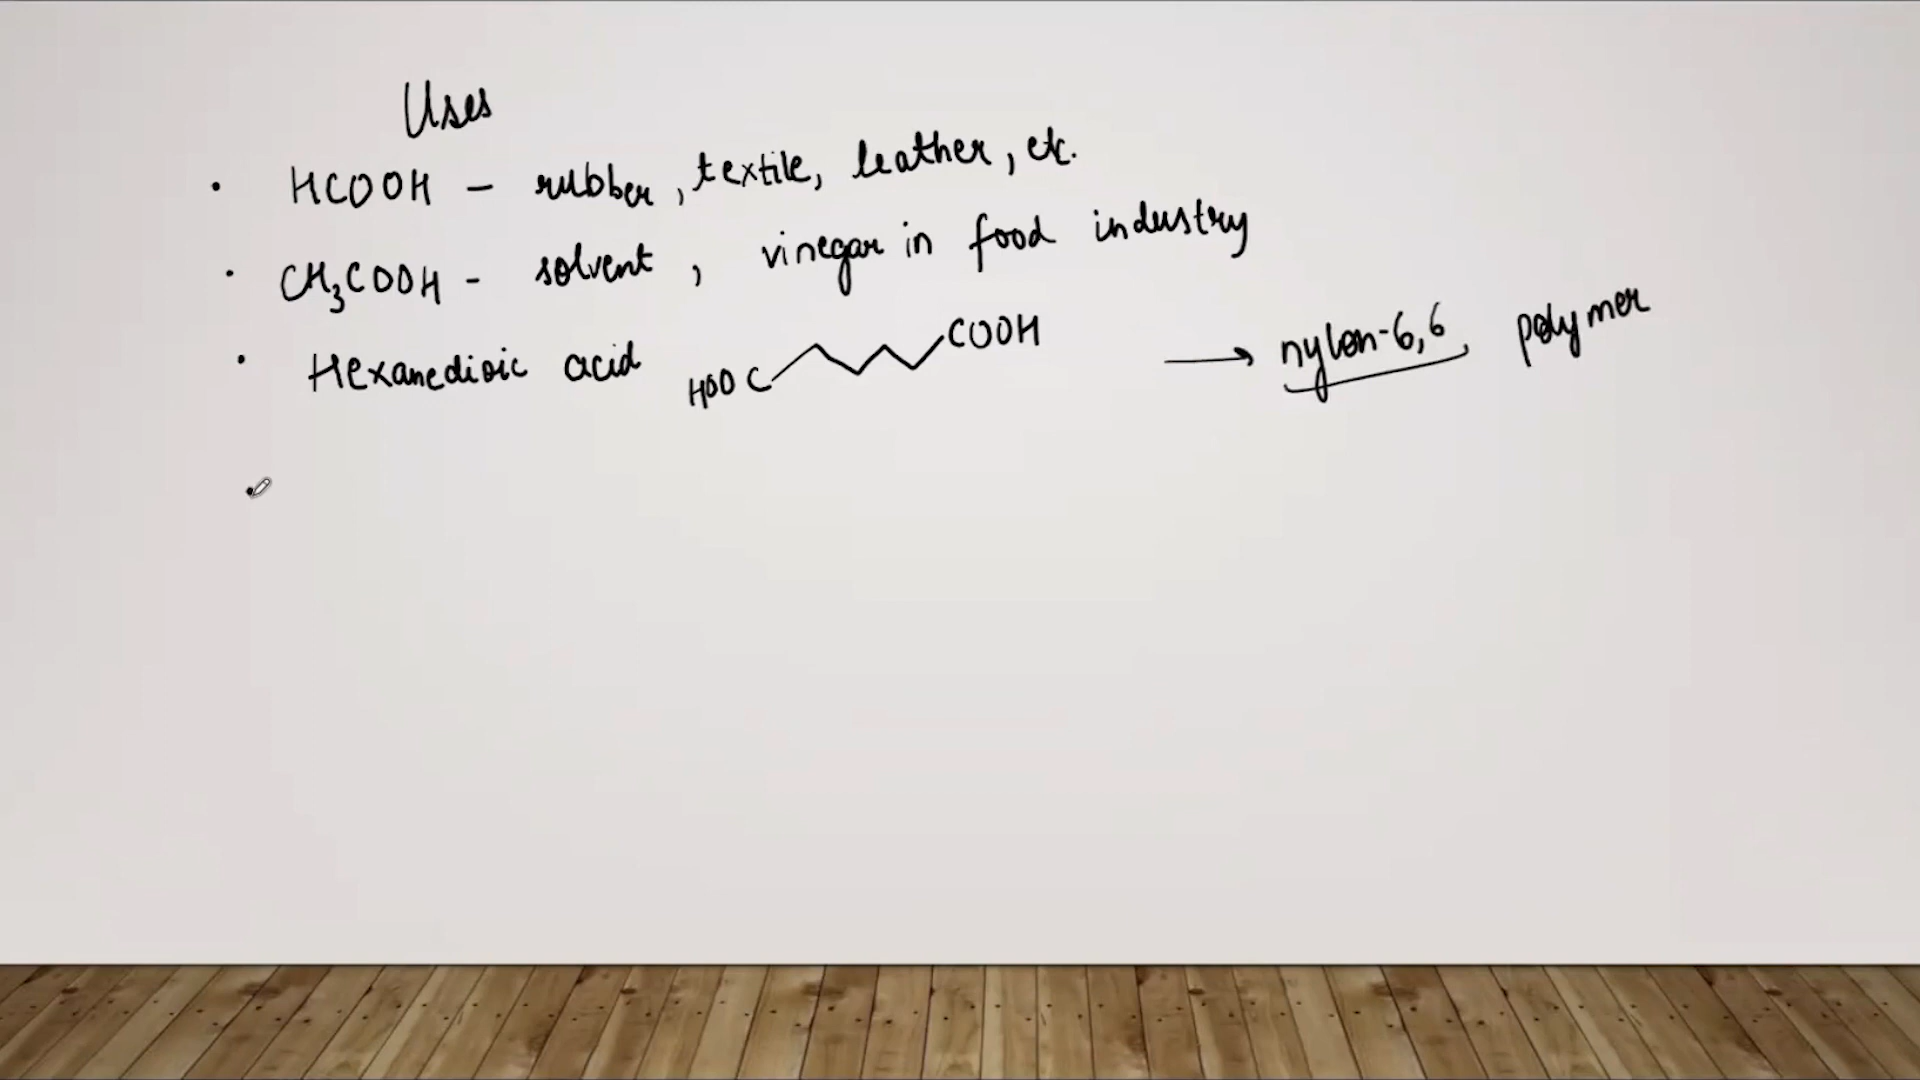 Uses
• HCOOH – rubber, textile, leather, etc.
• CH₃COOH - solvent, vinegar in food industry
• Hexanedioic acid HOOC COOH → nylon-6,6 polymer